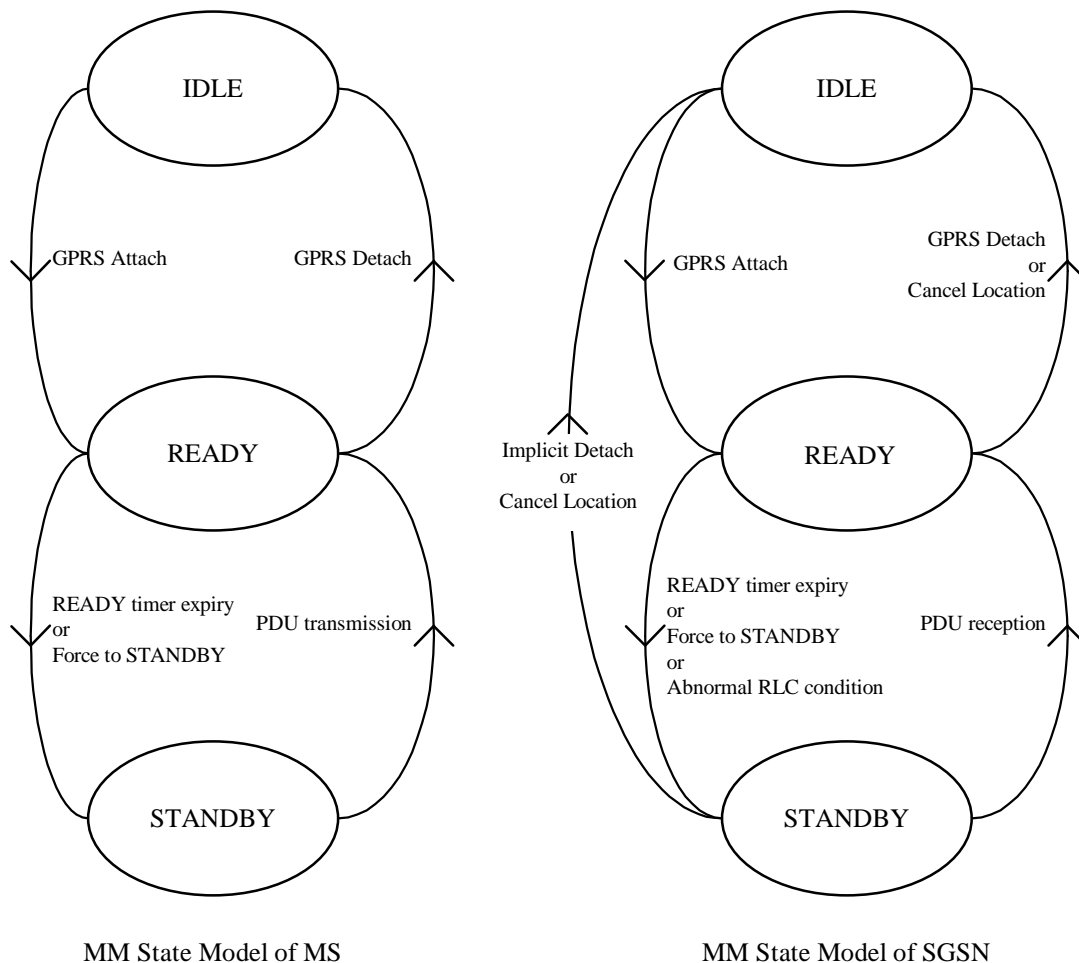 IDLE
GPRS Attach
GPRS Detach
READY
READY timer expiry
or
Force to STANDBY
PDU transmission
STANDBY
MM State Model of MS
IDLE
GPRS Attach
GPRS Detach
or
Cancel Location
Implicit Detach
or
Cancel Location
READY
READY timer expiry
or
Force to STANDBY
or
Abnormal RLC condition
PDU reception
STANDBY
MM State Model of SGSN